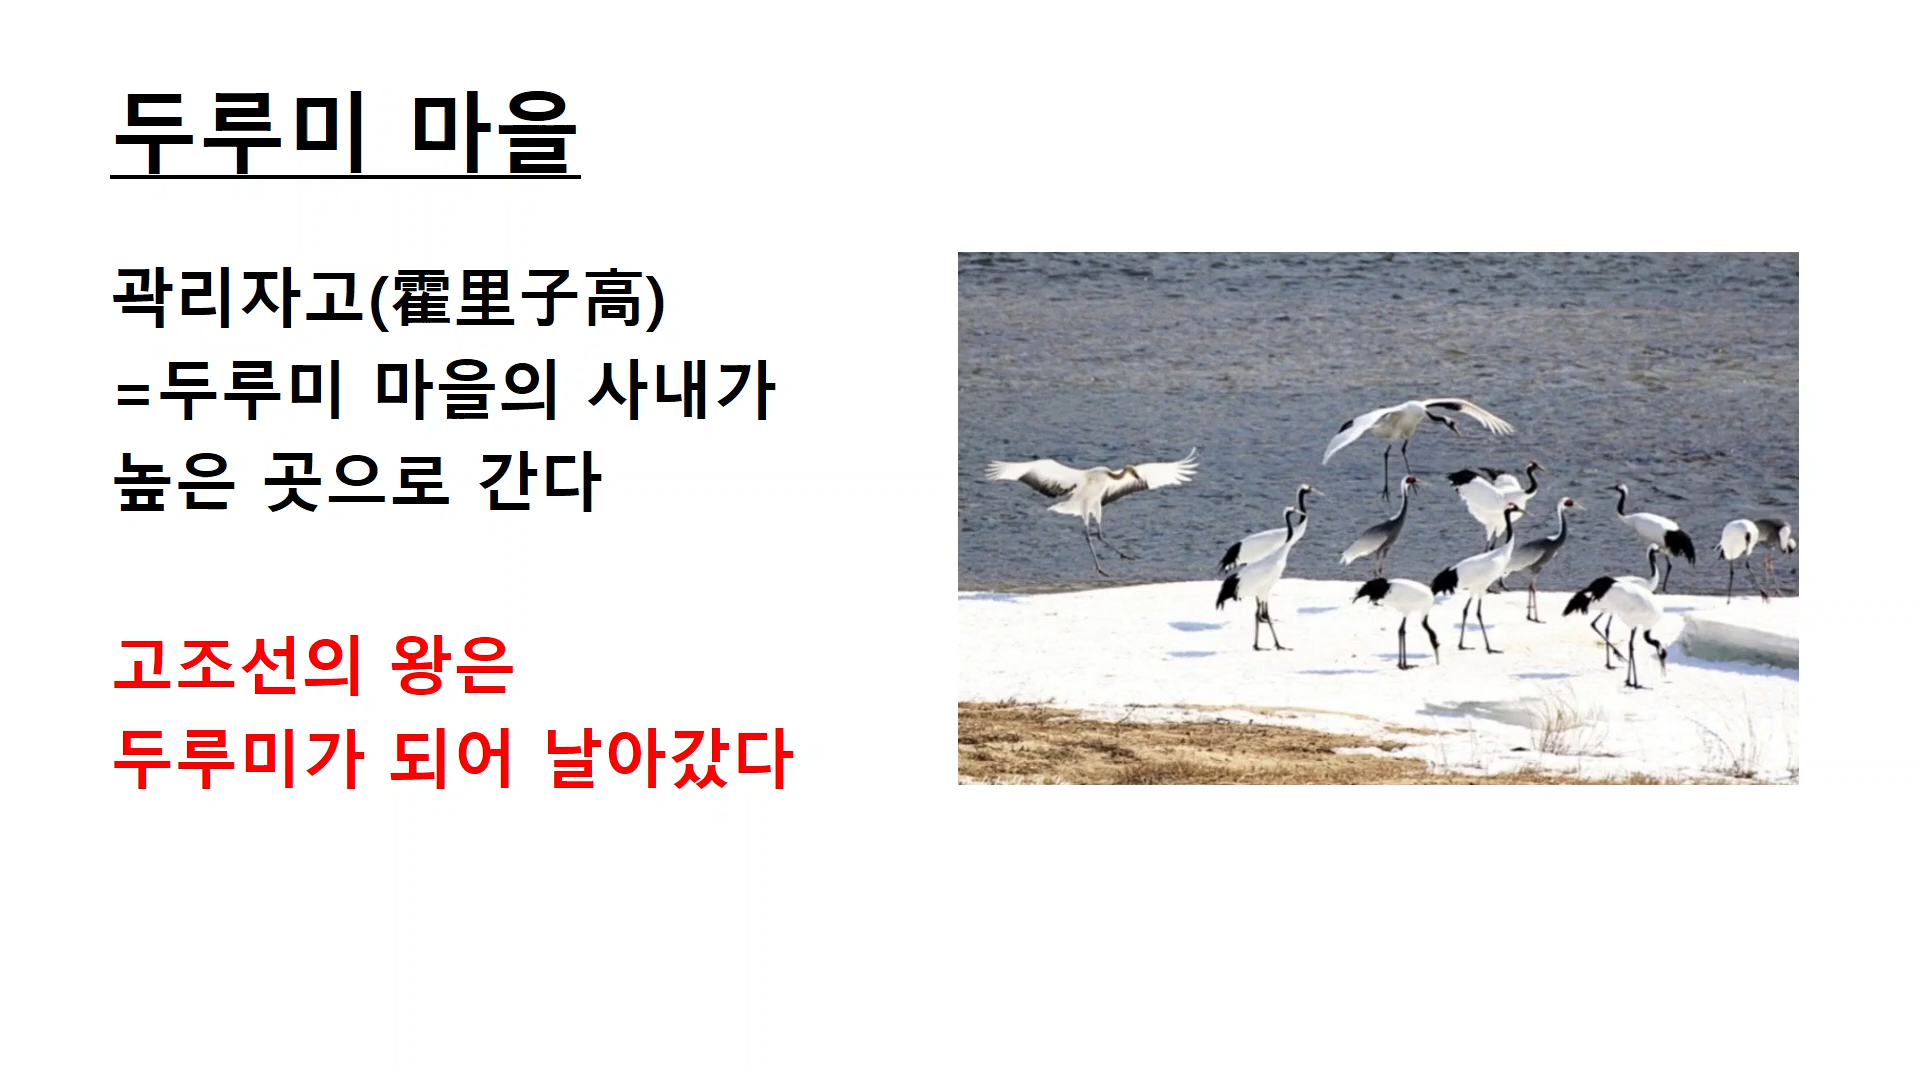 두루미 마을
곽리자고(霍里子高)
=두루미 마을의 사내가
높은 곳으로 간다
고조선의 왕은
두루미가 되어 날아갔다